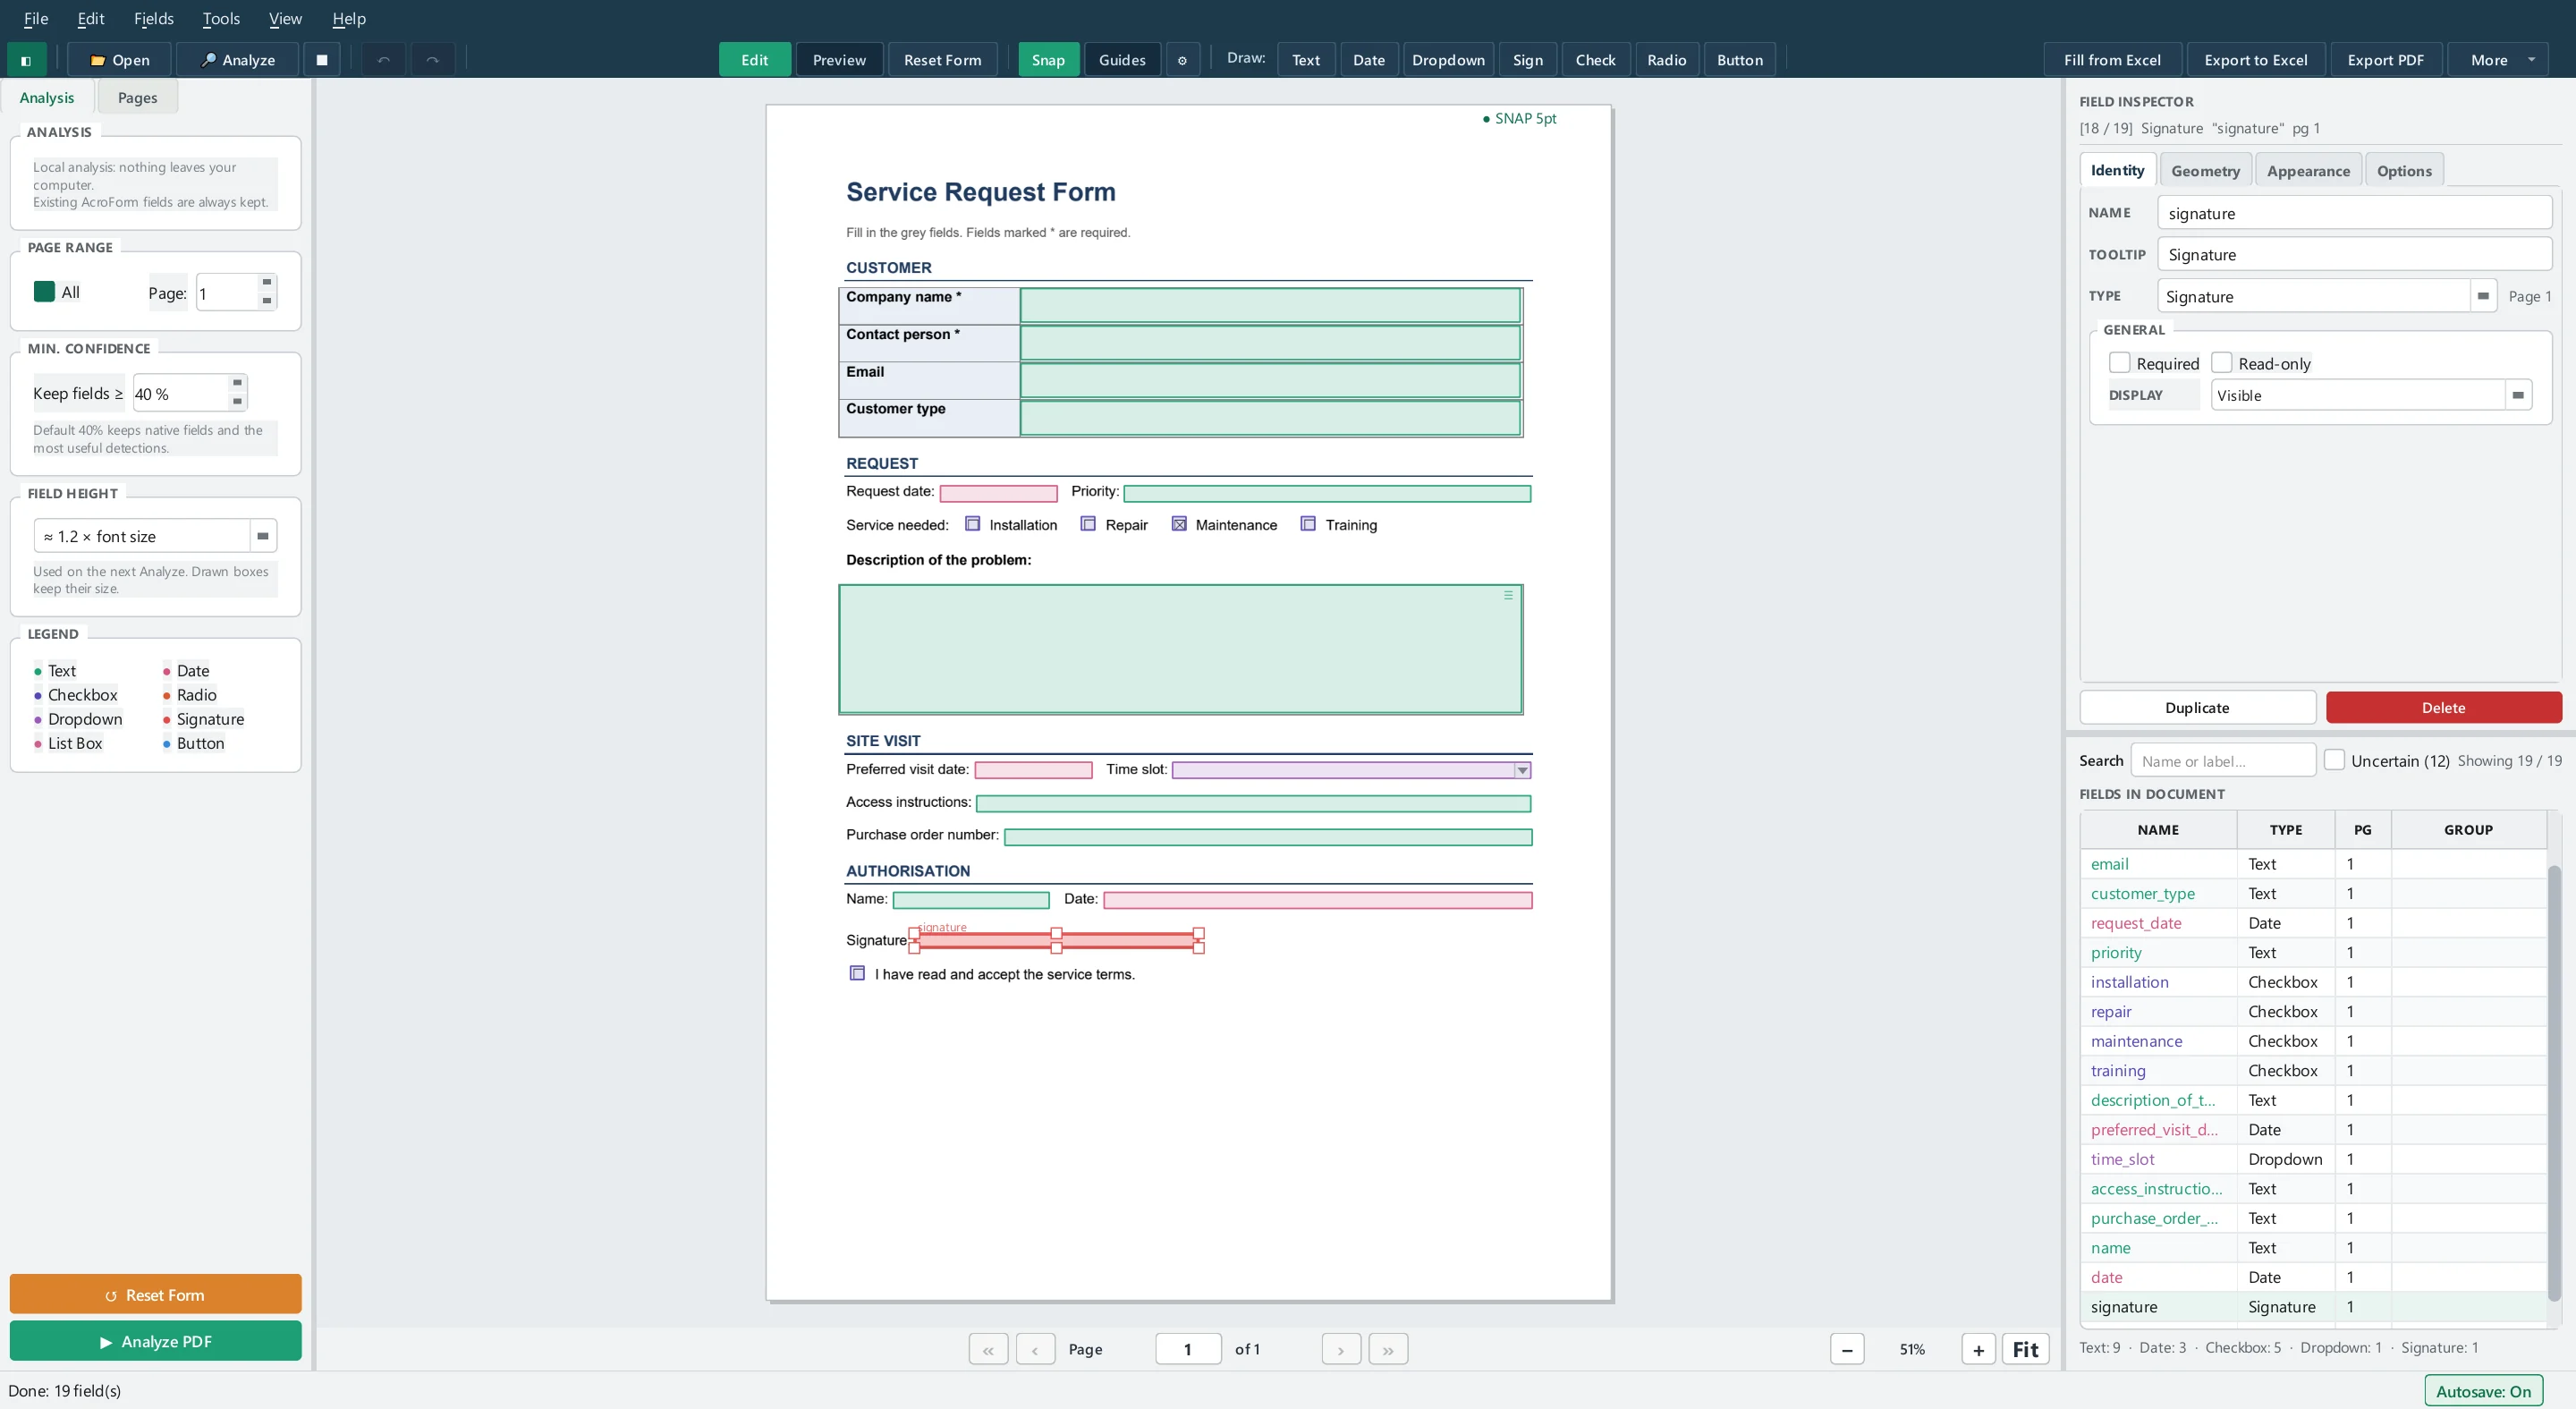 File Edit Fields Tools View Help
Open Analyze Edit Preview Reset Form Snap Guides Draw: Text Date Dropdown Sign Check Radio Button Fill from Excel Export to Excel Export PDF More
Analysis Pages
ANALYSIS
Local analysis: nothing leaves your
computer.
Existing AcroForm fields are always kept.
PAGE RANGE
All Page: 1
MIN. CONFIDENCE
Keep fields ≥ 40 %
Default 40% keeps native fields and the
most useful detections.
FIELD HEIGHT
≈ 1.2 × font size
Used on the next Analyze. Drawn boxes
keep their size.
LEGEND
Text Date
Checkbox Radio
Dropdown Signature
List Box Button
Reset Form
Analyze PDF
● SNAP 5pt
Service Request Form
Fill in the grey fields. Fields marked * are required.
CUSTOMER
Company name *
Contact person *
Email
Customer type
REQUEST
Request date: Priority:
Service needed: Installation Repair Maintenance Training
Description of the problem:
SITE VISIT
Preferred visit date: Time slot:
Access instructions:
Purchase order number:
AUTHORISATION
Name: Date:
signature
Signature
I have read and accept the service terms.
« ‹ Page 1 of 1 › » − 51% + Fit
FIELD INSPECTOR
[18 / 19] Signature "signature" pg 1
Identity Geometry Appearance Options
NAME signature
TOOLTIP Signature
TYPE Signature Page 1
GENERAL
Required Read-only
DISPLAY Visible
Duplicate Delete
Search Name or label... Uncertain (12) Showing 19 / 19
FIELDS IN DOCUMENT
NAME TYPE PG GROUP
email Text 1
customer_type Text 1
request_date Date 1
priority Text 1
installation Checkbox 1
repair Checkbox 1
maintenance Checkbox 1
training Checkbox 1
description_of_t... Text 1
preferred_visit_d... Date 1
time_slot Dropdown 1
access_instructio... Text 1
purchase_order_... Text 1
name Text 1
date Date 1
signature Signature 1
Text: 9 · Date: 3 · Checkbox: 5 · Dropdown: 1 · Signature: 1
Done: 19 field(s) Autosave: On